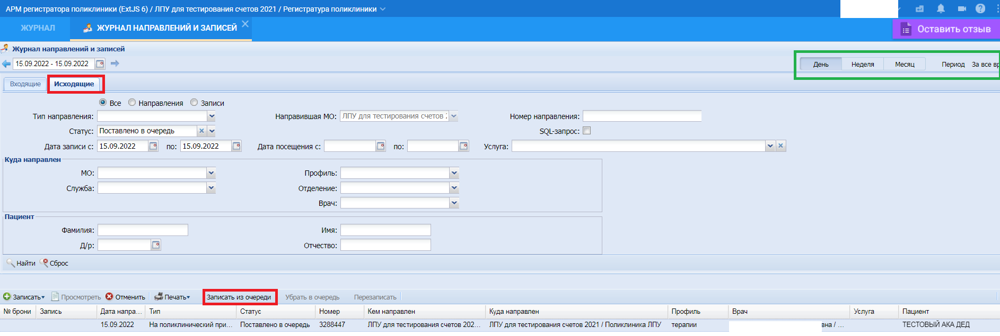 АРМ регистратора поликлиники (ExtJS 6) / ЛПУ для тестирования счетов 2021 / Регистратура поликлиники
ЖУРНАЛ
ЖУРНАЛ НАПРАВЛЕНИЙ И ЗАПИСЕЙ
Оставить отзыв
Журнал направлений и записей
15.09.2022 - 15.09.2022
День Неделя Месяц Период За все вр
Входящие Исходящие
Все Направления Записи
Тип направления: Направившая МО: ЛПУ для тестирования счетов 2 Номер направления:
Статус: Поставлено в очередь SQL-запрос:
Дата записи с: 15.09.2022 по: 15.09.2022 Дата посещения с: по: Услуга:
Куда направлен
МО: Профиль:
Служба: Отделение:
Врач:
Пациент
Фамилия: Имя:
Д/р: Отчество:
Найти Сброс
Записать Просмотреть Отменить Печать Записать из очереди Убрать в очередь Перезаписать
№ брони Запись Дата напра... Тип Статус Номер Кем направлен Куда направлен Профиль Врач Услуга Пациент
15.09.2022 На поликлинический при... Поставлено в очередь 3288447 ЛПУ для тестирования счетов 202... ЛПУ для тестирования счетов 2021 / Поликлиника ЛПУ терапии вна / ... ТЕСТОВЫЙ АКА ДЕД